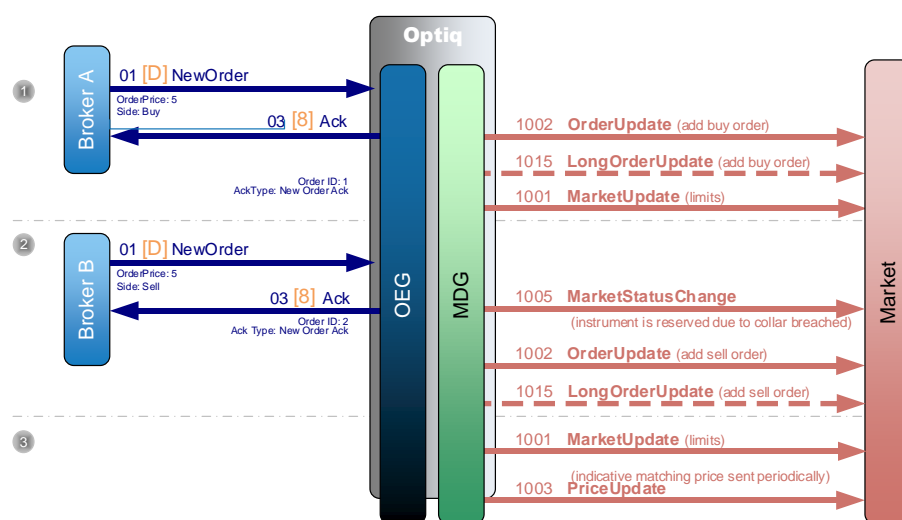 Optiq
1
Broker A
01 [D] NewOrder
OrderPrice: 5
Side: Buy
03 [8] Ack
Order ID: 1
AckType: New Order Ack
1002 OrderUpdate (add buy order)
1015 LongOrderUpdate (add buy order)
1001 MarketUpdate (limits)
2
Broker B
01 [D] NewOrder
OrderPrice: 5
Side: Sell
03 [8] Ack
Order ID: 2
Ack Type: New Order Ack
OEG
MDG
Market
1005 MarketStatusChange
(instrument is reserved due to collar breached)
1002 OrderUpdate (add sell order)
1015 LongOrderUpdate (add sell order)
3
1001 MarketUpdate (limits)
(indicative matching price sent periodically)
1003 PriceUpdate